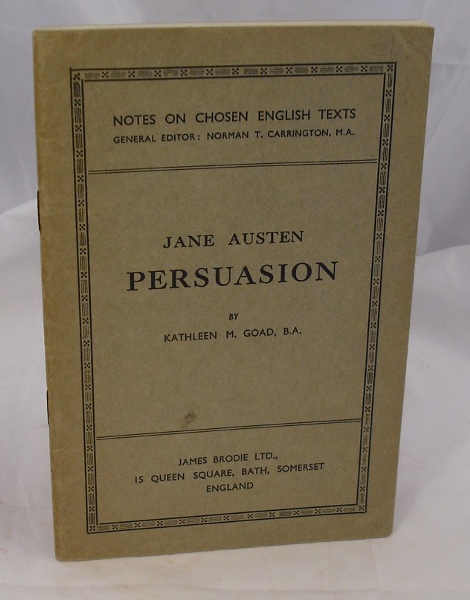 NOTES ON CHOSEN ENGLISH TEXTS
GENERAL EDITOR: NORMAN T. CARRINGTON, M.A.
JANE AUSTEN
PERSUASION
BY
KATHLEEN M. GOAD, B.A.
JAMES BRODIE LTD.,
15 QUEEN SQUARE, BATH, SOMERSET
ENGLAND